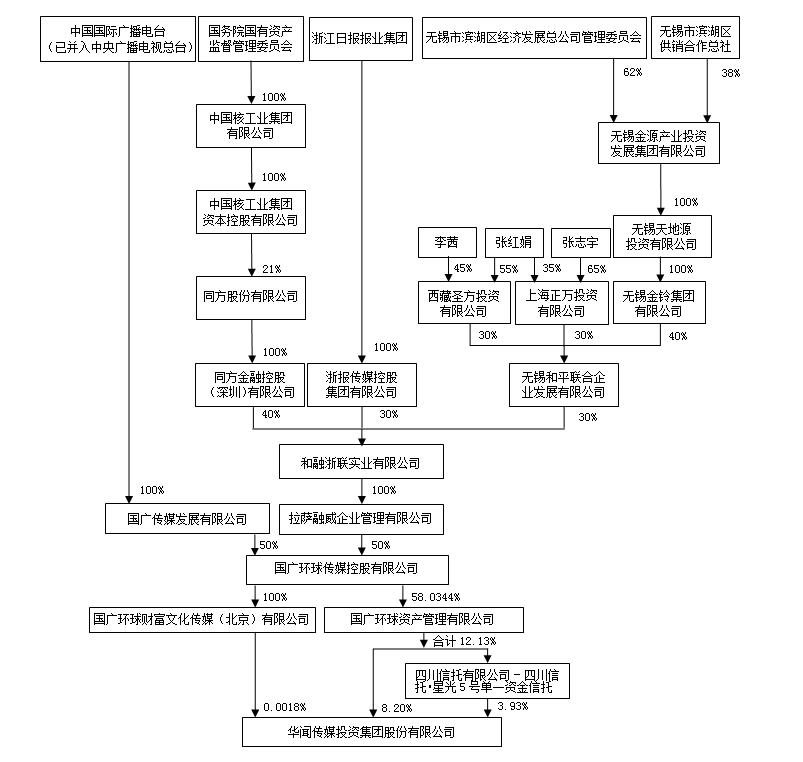 中国国际广播电台
（已并入中央广播电视总台）
国务院国有资产
监督管理委员会
浙江日报报业集团
无锡市滨湖区经济发展总公司管理委员会
无锡市滨湖区
供销合作总社
62%
38%
100%
中国核工业集团
有限公司
无锡金源产业投资
发展集团有限公司
100%
中国核工业集团
资本控股有限公司
100%
无锡天地源
投资有限公司
李茜
张红娟
张志宇
21%
45%
55%
35%
65%
100%
同方股份有限公司
西藏圣方投资
有限公司
上海正万投资
有限公司
无锡金铃集团
有限公司
30%
30%
40%
100%
100%
同方金融控股
（深圳)有限公司
浙报传媒控股
集团有限公司
无锡和平联合企
业发展有限公司
40%
30%
30%
和融浙联实业有限公司
100%
100%
国广传媒发展有限公司
拉萨融威企业管理有限公司
50%
50%
国广环球传媒控股有限公司
100%
58.0344%
国广环球财富文化传媒（北京）有限公司
国广环球资产管理有限公司
合计12.13%
四川信托有限公司－四川信
托·星光5号单一资金信托
0.0018%
8.20%
3.93%
华闻传媒投资集团股份有限公司